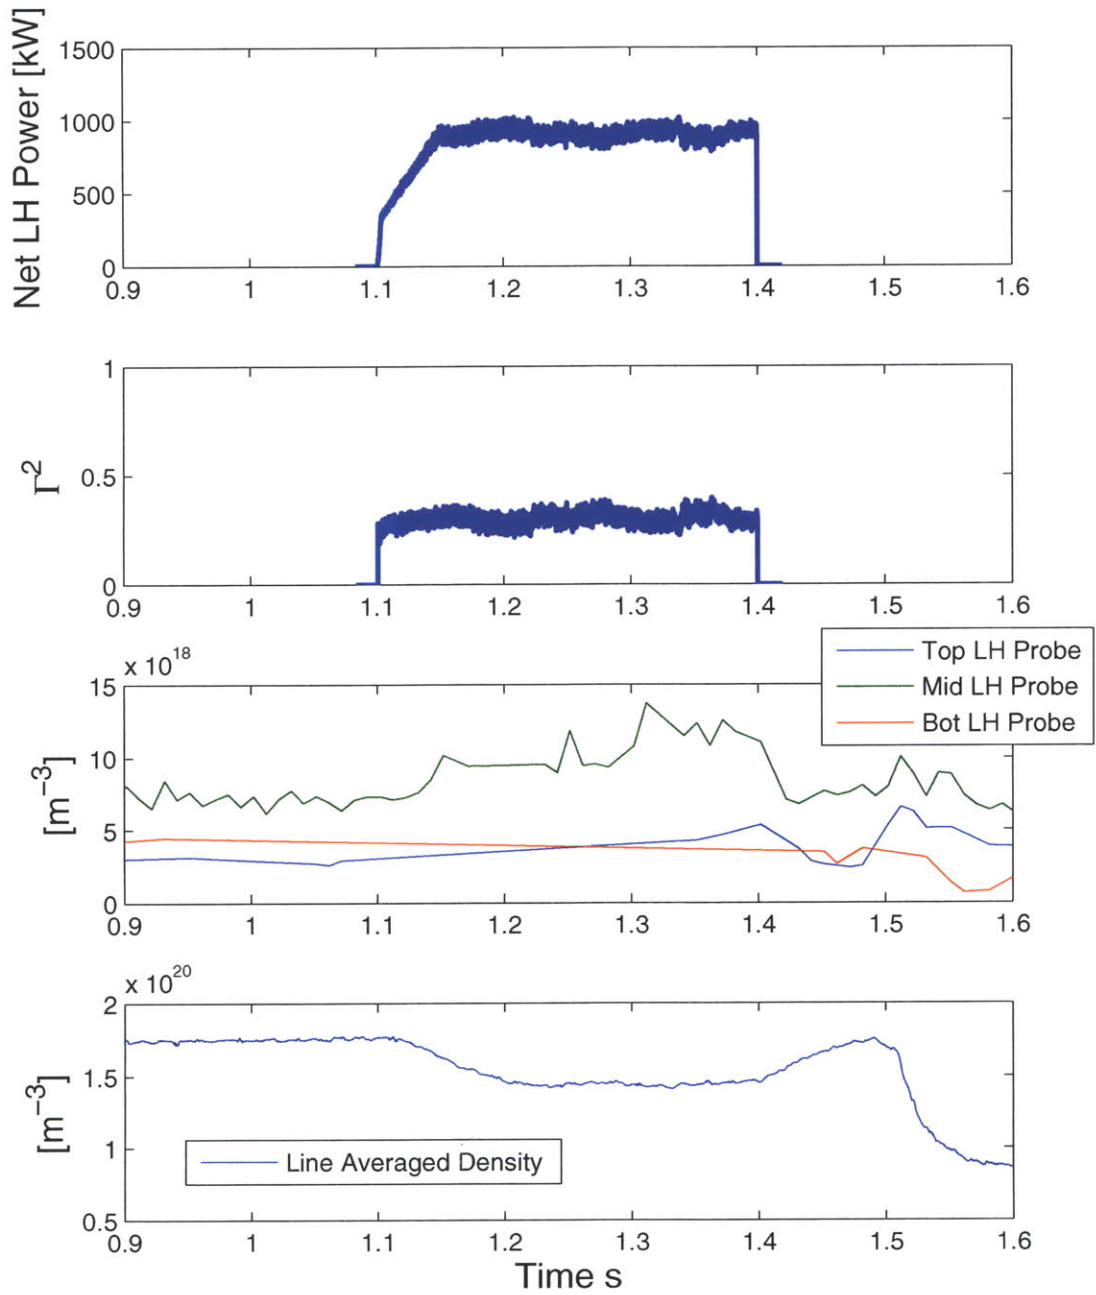 Net LH Power [kW]
1500
1000
500
0
0.9 1 1.1 1.2 1.3 1.4 1.5 1.6
Γ²
1
0.5
0
0.9 1 1.1 1.2 1.3 1.4 1.5 1.6
x 10¹⁸
Top LH Probe
Mid LH Probe
Bot LH Probe
[m⁻³]
15
10
5
0
0.9 1 1.1 1.2 1.3 1.4 1.5 1.6
x 10²⁰
[m⁻³]
2
1.5
1
0.5
Line Averaged Density
0.9 1 1.1 1.2 1.3 1.4 1.5 1.6
Time s